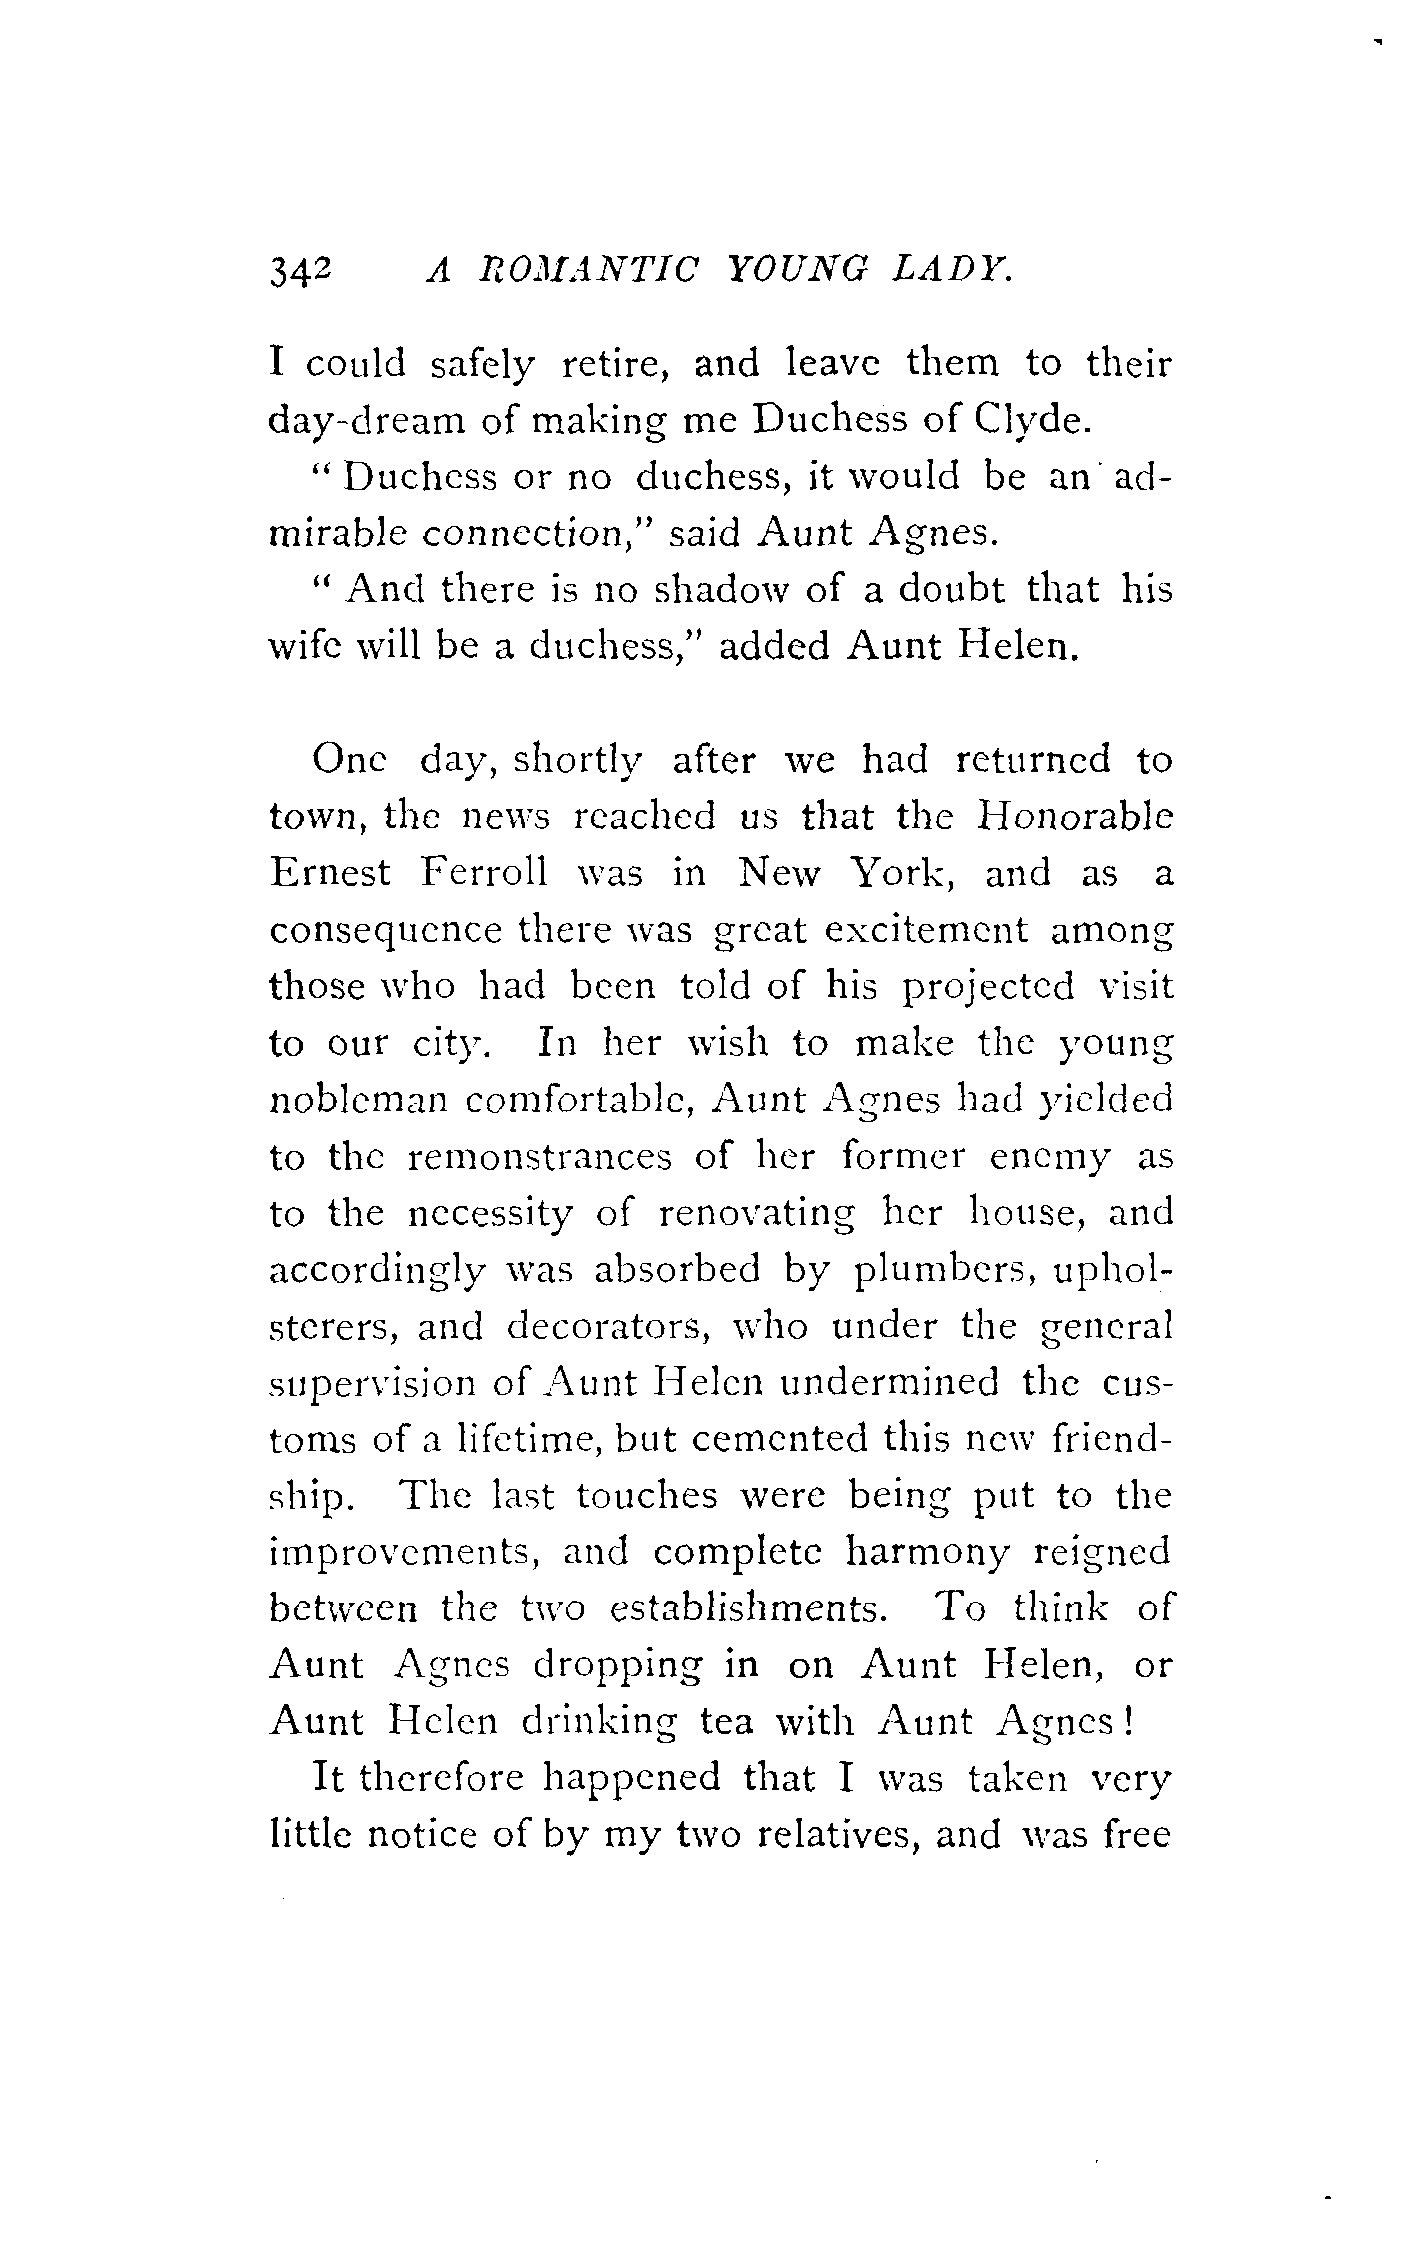 342 A ROMANTIC YOUNG LADY.
I could safely retire, and leave them to their
day-dream of making me Duchess of Clyde.
“ Duchess or no duchess, it would be an ad-
mirable connection,” said Aunt Agnes.
“ And there is no shadow of a doubt that his
wife will be a duchess,” added Aunt Helen.
One day, shortly after we had returned to
town, the news reached us that the Honorable
Ernest Ferroll was in New York, and as a
consequence there was great excitement among
those who had been told of his projected visit
to our city. In her wish to make the young
nobleman comfortable, Aunt Agnes had yielded
to the remonstrances of her former enemy as
to the necessity of renovating her house, and
accordingly was absorbed by plumbers, uphol-
sterers, and decorators, who under the general
supervision of Aunt Helen undermined the cus-
toms of a lifetime, but cemented this new friend-
ship. The last touches were being put to the
improvements, and complete harmony reigned
between the two establishments. To think of
Aunt Agnes dropping in on Aunt Helen, or
Aunt Helen drinking tea with Aunt Agnes !
It therefore happened that I was taken very
little notice of by my two relatives, and was free